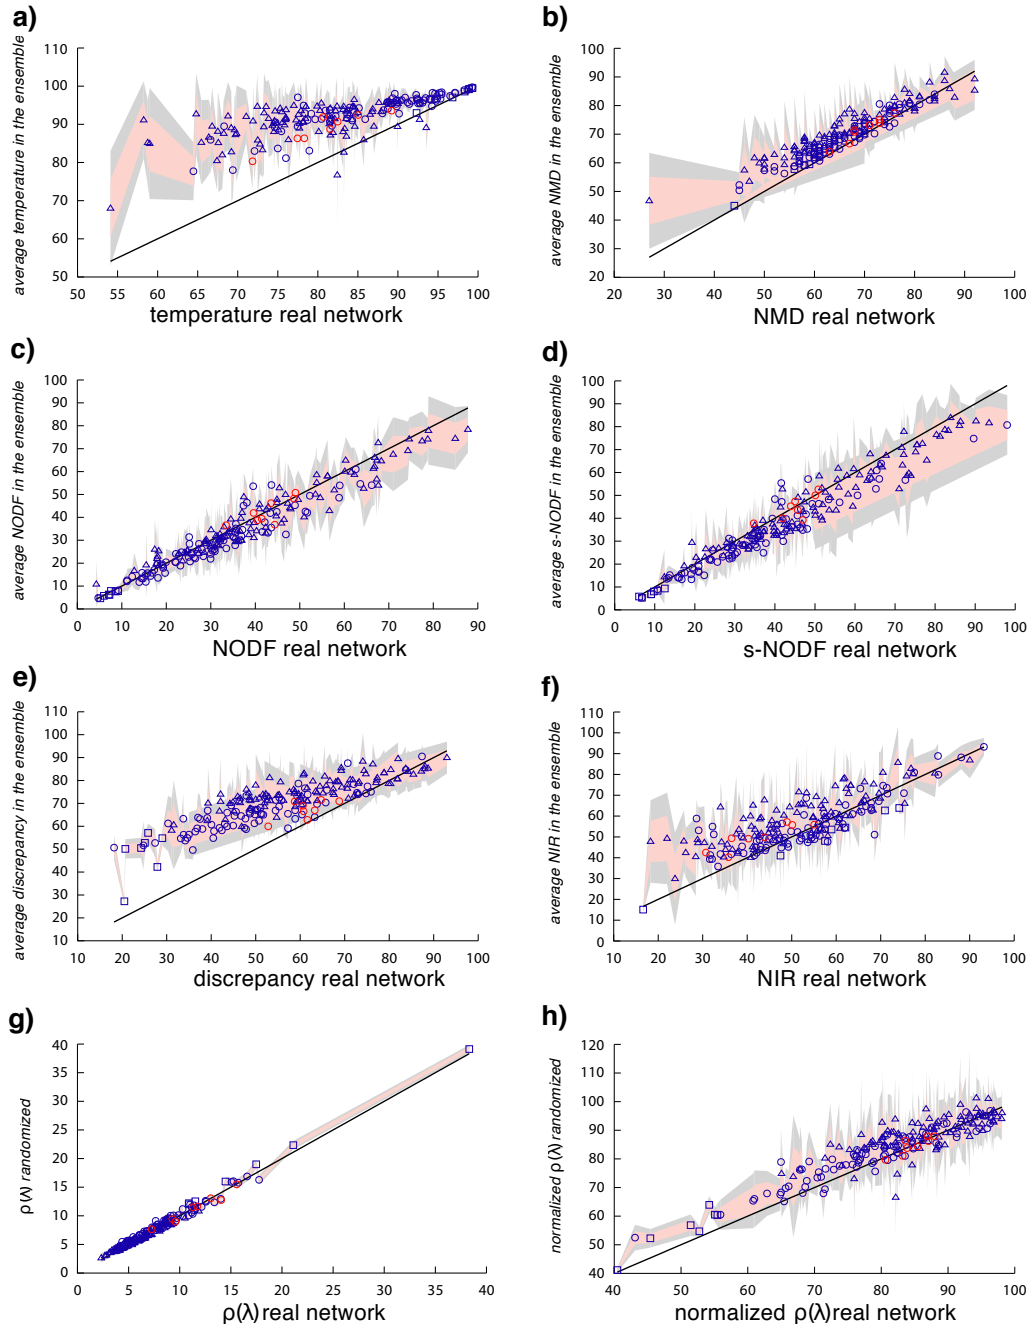 a)
average temperature in the ensemble
110
100
90
80
70
60
50
50 55 60 65 70 75 80 85 90 95 100
temperature real network
b)
average NMD in the ensemble
100
90
80
70
60
50
40
30
20
20 30 40 50 60 70 80 90 100
NMD real network
c)
average NODF in the ensemble
100
90
80
70
60
50
40
30
20
10
0
0 10 20 30 40 50 60 70 80 90
NODF real network
d)
average s-NODF in the ensemble
100
90
80
70
60
50
40
30
20
10
0
0 10 20 30 40 50 60 70 80 90 100
s-NODF real network
e)
average discrepancy in the ensemble
110
100
90
80
70
60
50
40
30
20
10
10 20 30 40 50 60 70 80 90 100
discrepancy real network
f)
average NIR in the ensemble
110
100
90
80
70
60
50
40
30
20
10
0
10 20 30 40 50 60 70 80 90 100
NIR real network
g)
ρ(λ) randomized
40
35
30
25
20
15
10
5
0
0 5 10 15 20 25 30 35 40
ρ(λ) real network
h)
normalized ρ(λ) randomized
120
110
100
90
80
70
60
50
40
40 50 60 70 80 90 100
normalized ρ(λ) real network